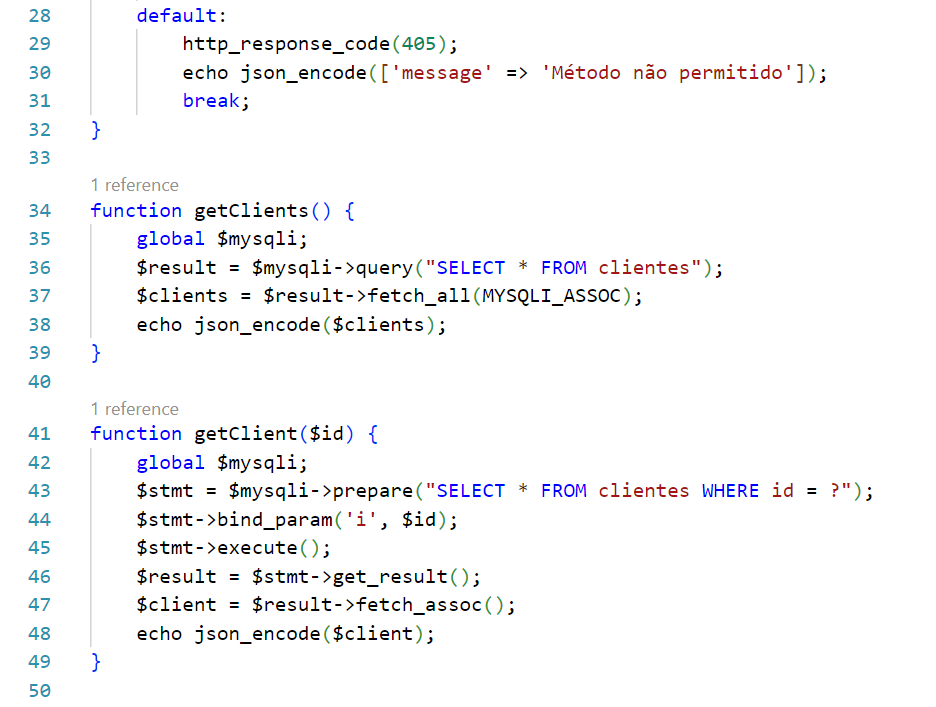 28 default:
29 http_response_code(405);
30 echo json_encode(['message' => 'Método não permitido']);
31 break;
32 }
33
1 reference
34 function getClients() {
35 global $mysqli;
36 $result = $mysqli->query("SELECT * FROM clientes");
37 $clients = $result->fetch_all(MYSQLI_ASSOC);
38 echo json_encode($clients);
39 }
40
1 reference
41 function getClient($id) {
42 global $mysqli;
43 $stmt = $mysqli->prepare("SELECT * FROM clientes WHERE id = ?");
44 $stmt->bind_param('i', $id);
45 $stmt->execute();
46 $result = $stmt->get_result();
47 $client = $result->fetch_assoc();
48 echo json_encode($client);
49 }
50